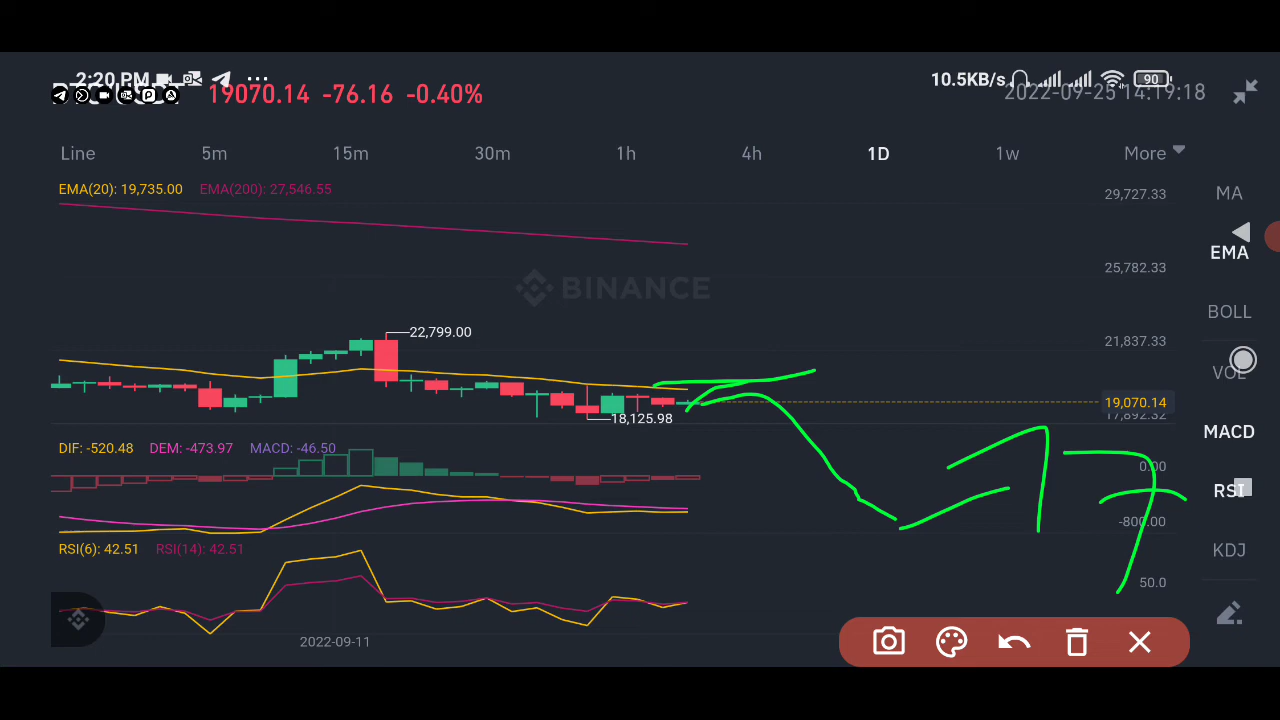 2:20 PM ...
10.5KB/s 90
19070.14 -76.16 -0.40%
2022-09-25 14:19:18
Line 5m 15m 30m 1h 4h 1D 1w More
EMA(20): 19,735.00 EMA(200): 27,546.55
29,727.33
MA
EMA
25,782.33
BINANCE
BOLL
22,799.00
21,837.33
VOL
19,070.14
17,892.32
18,125.98
MACD
DIF: -520.48 DEM: -473.97 MACD: -46.50
0.00
RSI
-800.00
17
RSI(6): 42.51 RSI(14): 42.51
KDJ
50.0
2022-09-11